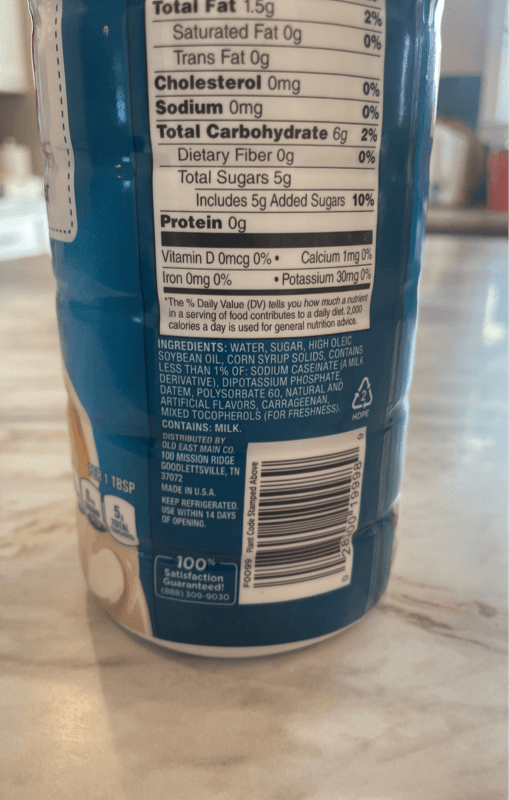 Total Fat 1.5g 2%
Saturated Fat 0g 0%
Trans Fat 0g
Cholesterol 0mg 0%
Sodium 0mg 0%
Total Carbohydrate 6g 2%
Dietary Fiber 0g 0%
Total Sugars 5g
Includes 5g Added Sugars 10%
Protein 0g
Vitamin D 0mcg 0% • Calcium 1mg 0%
Iron 0mg 0% • Potassium 30mg 0%
*The % Daily Value (DV) tells you how much a nutrient
in a serving of food contributes to a daily diet. 2,000
calories a day is used for general nutrition advice.
INGREDIENTS: WATER, SUGAR, HIGH OLEIC
SOYBEAN OIL, CORN SYRUP SOLIDS, CONTAINS
LESS THAN 1% OF: SODIUM CASEINATE (A MILK
DERIVATIVE), DIPOTASSIUM PHOSPHATE,
DATEM, POLYSORBATE 60, NATURAL AND
ARTIFICIAL FLAVORS, CARRAGEENAN,
MIXED TOCOPHEROLS (FOR FRESHNESS).
CONTAINS: MILK.
2
HDPE
DISTRIBUTED BY
OLD EAST MAIN CO.
100 MISSION RIDGE
GOODLETTSVILLE, TN
37072
MADE IN U.S.A.
KEEP REFRIGERATED.
USE WITHIN 14 DAYS
OF OPENING.
100%
Satisfaction
Guaranteed!
(888) 309-9030
F0099 Plant Code Stamped Above
1 TBSP
5g
TOTAL